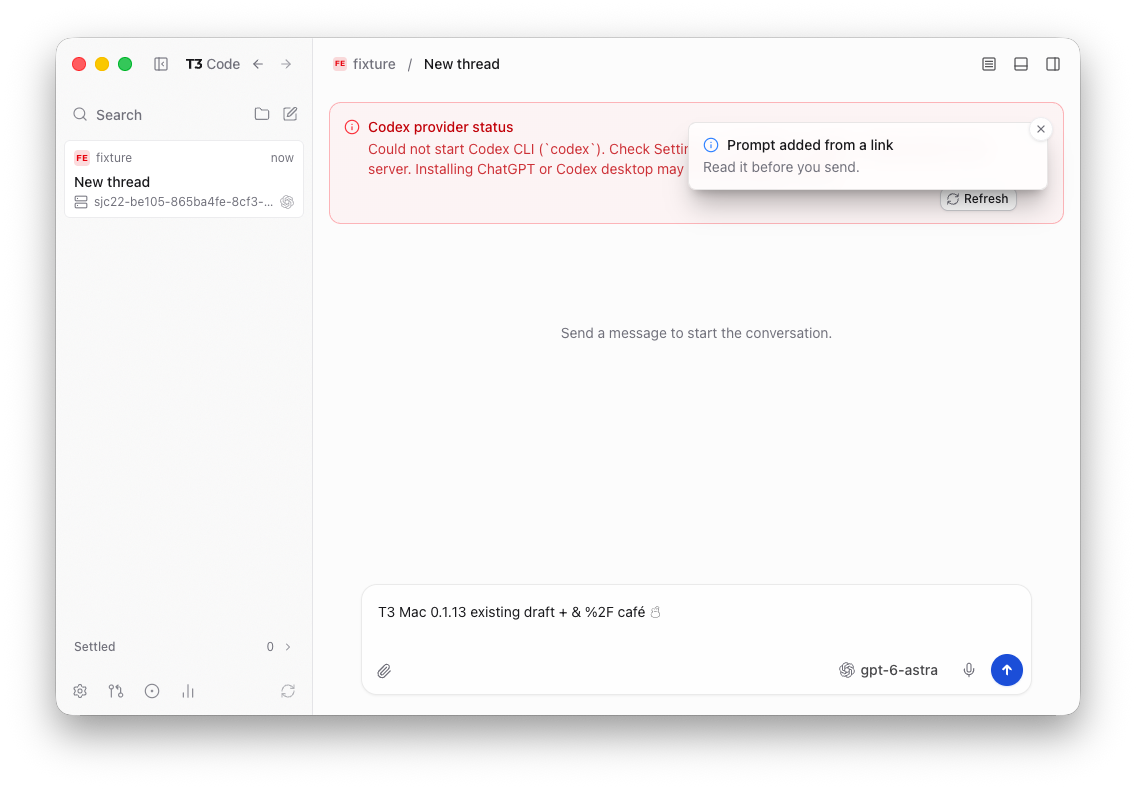 T3 Code
FE fixture / New thread
Search
FE fixture now
New thread
sjc22-be105-865ba4fe-8cf3-...
Codex provider status
Could not start Codex CLI (`codex`). Check
server. Installing ChatGPT or Codex desktop may
Prompt added from a link
Read it before you send.
Refresh
Send a message to start the conversation.
T3 Mac 0.1.13 existing draft + & %2F café ☃
gpt-6-astra
Settled 0